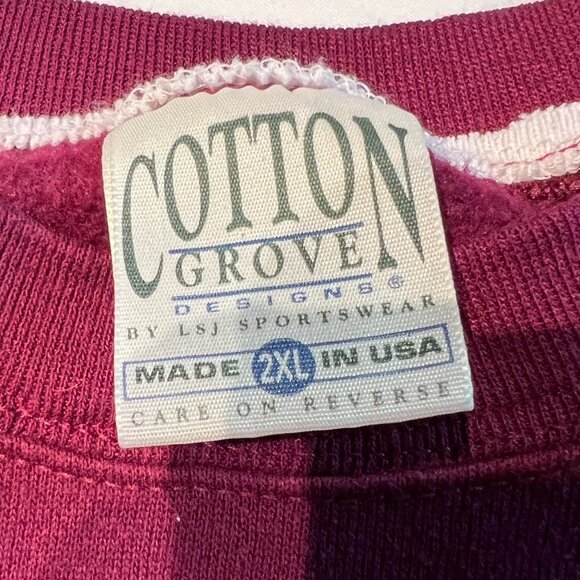 COTTON
GROVE
DESIGNS®
BY LSJ SPORTSWEAR
MADE 2XL IN USA
CARE ON REVERSE